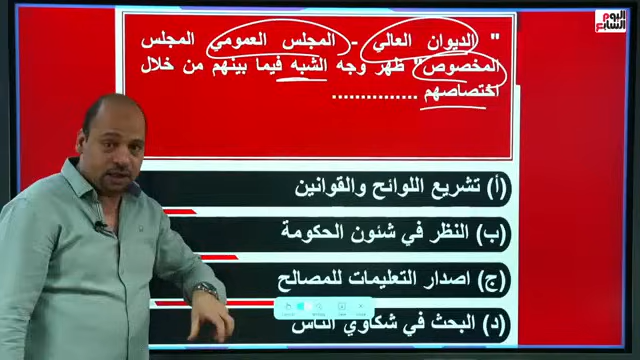 اليوم السابع
" الديوان العالي - المجلس العمومي المجلس
المخصوص" ظهر وجه الشبه فيما بينهم من خلال
اختصاصهم ................
(أ) تشريع اللوائح والقوانين
(ب) النظر في شئون الحكومة
(ج) اصدار التعليمات للمصالح
(د) البحث في شكاوي الناس